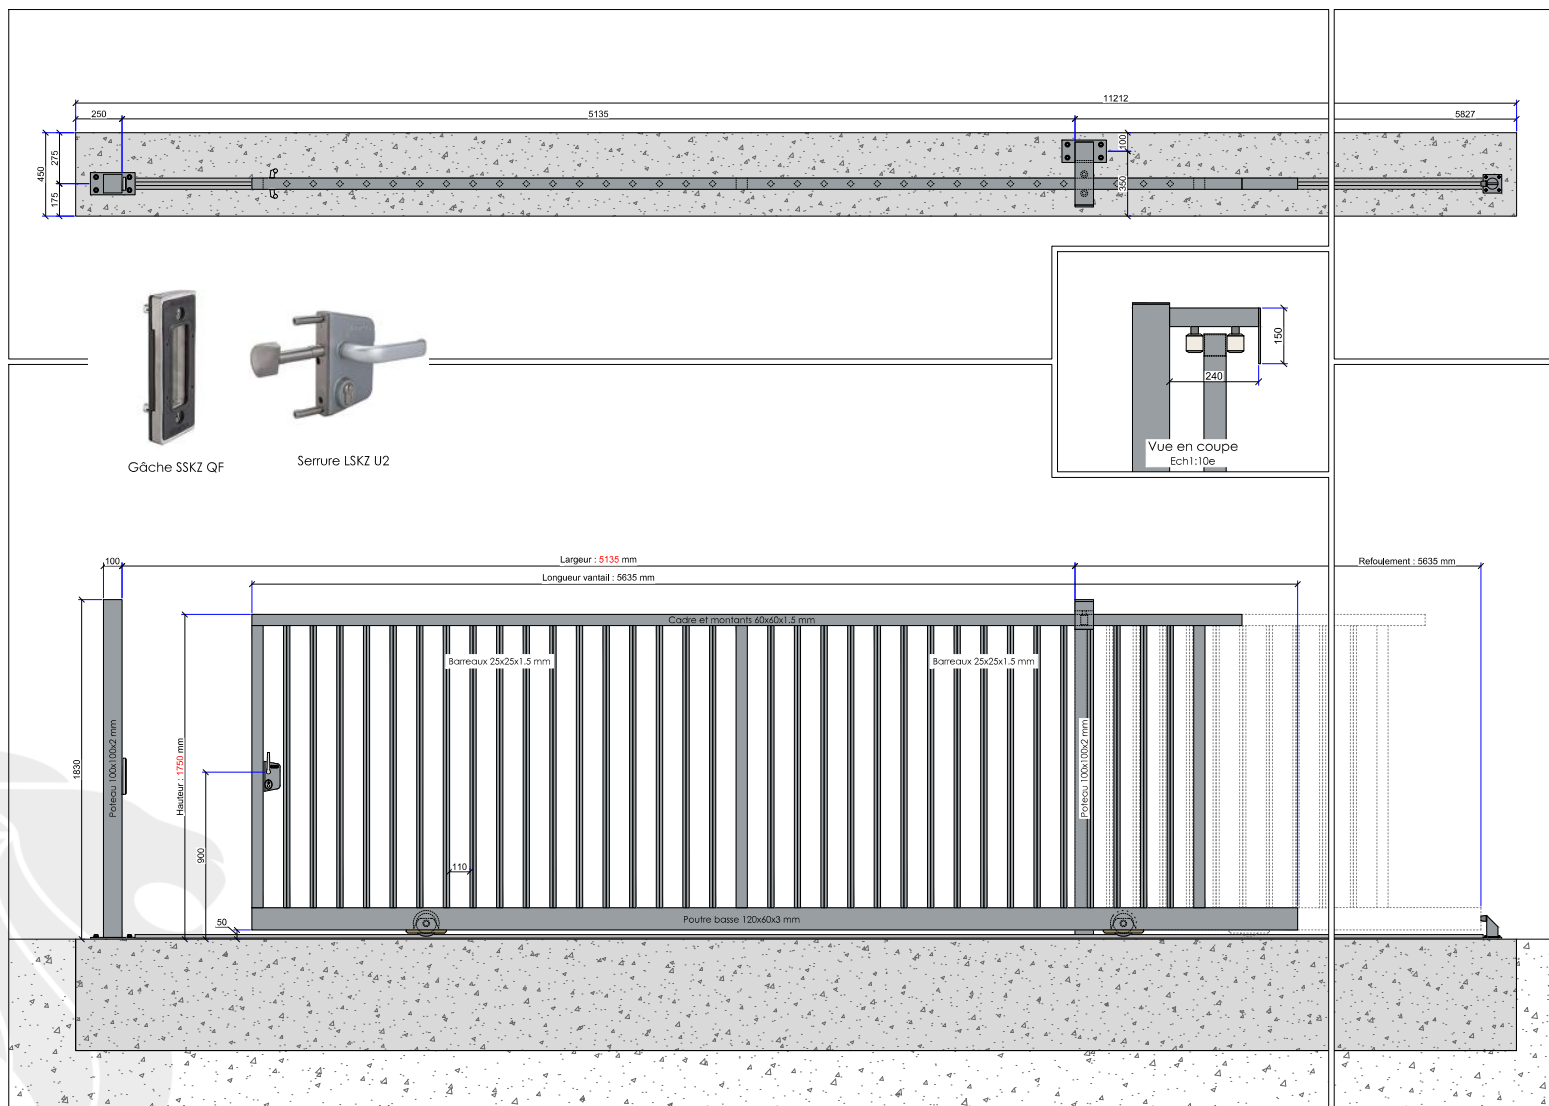 11212
250
5135
5827
450
275
175
100
350
150
240
Vue en coupe
Ech1:10e
Gâche SSKZ QF
Serrure LSKZ U2
100
Largeur : 5135 mm
Refoulement : 5635 mm
Longueur vantail : 5635 mm
Cadre et montants 60x60x1.5 mm
Barreaux 25x25x1.5 mm
Barreaux 25x25x1.5 mm
1830
Poteau 100x100x2 mm
Hauteur : 1750 mm
900
110
Poteau 100x100x2 mm
50
Poutre basse 120x60x3 mm